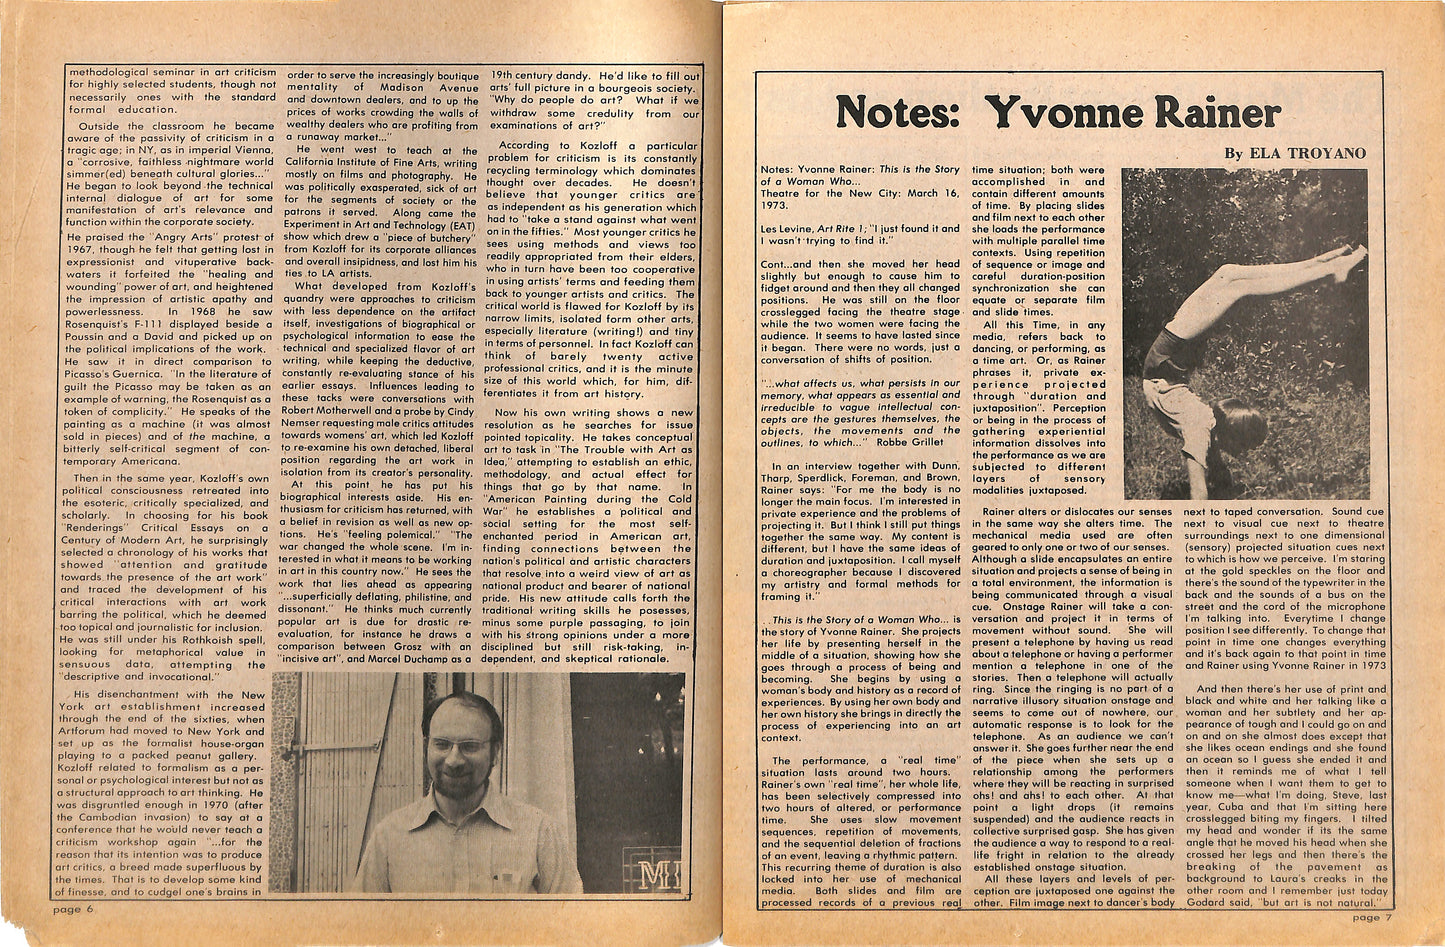 methodological seminar in art criticism
for highly selected students, though not
necessarily ones with the standard
formal education.
Outside the classroom he became
aware of the passivity of criticism in a
tragic age; in NY, as in imperial Vienna,
a "corrosive, faithless nightmare world
simmer(ed) beneath cultural glories..."
He began to look beyond the technical
internal dialogue of art for some
manifestation of art's relevance and
function within the corporate society.
He praised the "Angry Arts" protest of
1967, though he felt that getting lost in
expressionist and vituperative back-
waters it forfeited the "healing and
wounding" power of art, and heightened
the impression of artistic apathy and
powerlessness. In 1968 he saw
Rosenquist's F-111 displayed beside a
Poussin and a David and picked up on
the political implications of the work.
He saw it in direct comparison to
Picasso's Guernica. "In the literature of
guilt the Picasso may be taken as an
example of warning, the Rosenquist as a
token of complicity." He speaks of the
painting as a machine (it was almost
sold in pieces) and of the machine, a
bitterly self-critical segment of con-
temporary Americana.
Then in the same year, Kozloff's own
political consciousness retreated into
the esoteric, critically specialized, and
scholarly. In choosing for his book
"Renderings" Critical Essays on a
Century of Modern Art, he surprisingly
selected a chronology of his works that
showed "attention and gratitude
towards the presence of the art work"
and traced the development of his
critical interactions with art work
barring the political, which he deemed
too topical and journalistic for inclusion.
He was still under his Rothkoish spell,
looking for metaphorical value in
sensuous data, attempting the
"descriptive and invocational."
His disenchantment with the New
York art establishment increased
through the end of the sixties, when
Artforum had moved to New York and
set up as the formalist house-organ
playing to a packed peanut gallery.
Kozloff related to formalism as a per-
sonal or psychological interest but not as
a structural approach to art thinking. He
was disgruntled enough in 1970 (after
the Cambodian invasion) to say at a
conference that he would never teach a
criticism workshop again "...for the
reason that its intention was to produce
art critics, a breed made superfluous by
the times. That is to develop some kind
of finesse, and to cudgel one's brains in
order to serve the increasingly boutique
mentality of Madison Avenue
and downtown dealers, and to up the
prices of works crowding the walls of
wealthy dealers who are profiting from
a runaway market..."
He went west to teach at the
California Institute of Fine Arts, writing
mostly on films and photography. He
was politically exasperated, sick of art
for the segments of society or the
patrons it served. Along came the
Experiment in Art and Technology (EAT)
show which drew a "piece of butchery"
from Kozloff for its corporate alliances
and overall insipidness, and lost him his
ties to LA artists.
What developed from Kozloff's
quandry were approaches to criticism
with less dependence on the artifact
itself, investigations of biographical or
psychological information to ease the
technical and specialized flavor of art
writing, while keeping the deductive,
constantly re-evaluating stance of his
earlier essays. Influences leading to
these tacks were conversations with
Robert Motherwell and a probe by Cindy
Nemser requesting male critics attitudes
towards womens' art, which led Kozloff
to re-examine his own detached, liberal
position regarding the art work in
isolation from its creator's personality.
At this point he has put his
biographical interests aside. His en-
thusiasm for criticism has returned, with
a belief in revision as well as new op-
tions. He's "feeling polemical." "The
war changed the whole scene. I'm in-
terested in what it means to be working
in art in this country now." He sees the
work that lies ahead as appearing
"...superficially deflating, philistine, and
dissonant." He thinks much currently
popular art is due for drastic re-
evaluation, for instance he draws a
comparison between Grosz with an
"incisive art", and Marcel Duchamp as a
19th century dandy. He'd like to fill out
arts' full picture in a bourgeois society.
"Why do people do art? What if we
withdraw some credulity from our
examinations of art?"
According to Kozloff a particular
problem for criticism is its constantly
recycling terminology which dominates
thought over decades. He doesn't
believe that younger critics are
as independent as his generation which
had to "take a stand against what went
on in the fifties." Most younger critics he
sees using methods and views too
readily appropriated from their elders,
who in turn have been too cooperative
in using artists' terms and feeding them
back to younger artists and critics. The
critical world is flawed for Kozloff by its
narrow limits, isolated from other arts,
especially literature (writing!) and tiny
in terms of personnel. In fact Kozloff can
think of barely twenty active
professional critics, and it is the minute
size of this world which, for him, dif-
ferentiates it from art history.
Now his own writing shows a new
resolution as he searches for issue
pointed topicality. He takes conceptual
art to task in "The Trouble with Art as
Idea," attempting to establish an ethic,
methodology, and actual effect for
things that go by that name. In
"American Painting during the Cold
War" he establishes a political and
social setting for the most self-
enchanted period in American art,
finding connections between the
nation's political and artistic characters
that resolve into a weird view of art as
national product and bearer of national
pride. His new attitude calls forth the
traditional writing skills he posesses,
minus some purple passaging, to join
with his strong opinions under a more
disciplined but still risk-taking, in-
dependent, and skeptical rationale.
MI
page 6
Notes: Yvonne Rainer
By ELA TROYANO
Notes: Yvonne Rainer: This is the Story
of a Woman Who...
Theatre for the New City: March 16,
1973.
Les Levine, Art Rite 1; "I just found it and
I wasn't trying to find it."
Cont...and then she moved her head
slightly but enough to cause him to
fidget around and then they all changed
positions. He was still on the floor
crosslegged facing the theatre stage
while the two women were facing the
audience. It seems to have lasted since
it began. There were no words, just a
conversation of shifts of position.
"...what affects us, what persists in our
memory, what appears as essential and
irreducible to vague intellectual con-
cepts are the gestures themselves, the
objects, the movements and the
outlines, to which..." Robbe Grillet
In an interview together with Dunn,
Tharp, Sperdlick, Foreman, and Brown,
Rainer says: "For me the body is no
longer the main focus. I'm interested in
private experience and the problems of
projecting it. But I think I still put things
together the same way. My content is
different, but I have the same ideas of
duration and juxtaposition. I call myself
a choreographer because I discovered
my artistry and formal methods for
framing it."
This is the Story of a Woman Who... is
the story of Yvonne Rainer. She projects
her life by presenting herself in the
middle of a situation, showing how she
goes through a process of being and
becoming. She begins by using a
woman's body and history as a record of
experiences. By using her own body and
her own history she brings in directly the
process of experiencing into an art
context.
The performance, a "real time"
situation lasts around two hours.
Rainer's own "real time", her whole life,
has been selectively compressed into
two hours of altered, or performance
time. She uses slow movement
sequences, repetition of movements,
and the sequential deletion of fractions
of an event, leaving a rhythmic pattern.
This recurring theme of duration is also
locked into her use of mechanical
media. Both slides and film are
processed records of a previous real
time situation; both were
accomplished in and
contain different amounts
of time. By placing slides
and film next to each other
she loads the performance
with multiple parallel time
contexts. Using repetition
of sequence or image and
careful duration-position
synchronization she can
equate or separate film
and slide times.
All this Time, in any
media, refers back to
dancing, or performing, as
a time art. Or, as Rainer
phrases it, private ex-
perience projected
through "duration and
juxtaposition". Perception
or being in the process of
gathering experiential
information dissolves into
the performance as we are
subjected to different
layers of sensory
modalities juxtaposed.
Rainer alters or dislocates our senses
in the same way she alters time. The
mechanical media used are often
geared to only one or two of our senses.
Although a slide encapsulates an entire
situation and projects a sense of being in
a total environment, the information is
being communicated through a visual
cue. Onstage Rainer will take a con-
versation and project it in terms of
movement without sound. She will
present a telephone by having us read
about a telephone or having a performer
mention a telephone in one of the
stories. Then a telephone will actually
ring. Since the ringing is no part of a
narrative illusory situation onstage and
seems to come out of nowhere, our
automatic response is to look for the
telephone. As an audience we can't
answer it. She goes further near the end
of the piece when she sets up a
relationship among the performers
where they will be reacting in surprised
ohs! and ahs! to each other. At that
point a light drops (it remains
suspended) and the audience reacts in
collective surprised gasp. She has given
the audience a way to respond to a real-
life fright in relation to the already
established onstage situation.
All these layers and levels of per-
ception are juxtaposed one against the
other. Film image next to dancer's body
next to taped conversation. Sound cue
next to visual cue next to theatre
surroundings next to one dimensional
(sensory) projected situation cues next
to which is how we perceive. I'm staring
at the gold speckles on the floor and
there's the sound of the typewriter in the
back and the sounds of a bus on the
street and the cord of the microphone
I'm talking into. Everytime I change
position I see differently. To change that
point in time one changes everything
and it's back again to that point in time
and Rainer using Yvonne Rainer in 1973
And then there's her use of print and
black and white and her talking like a
woman and her subtlety and her ap-
pearance of tough and I could go on and
on and on she almost does except that
she likes ocean endings and she found
an ocean so I guess she ended it and
then it reminds me of what I tell
someone when I want them to get to
know me—what I'm doing, Steve, last
year, Cuba and that I'm sitting here
crosslegged biting my fingers. I tilted
my head and wonder if its the same
angle that he moved his head when she
crossed her legs and then there's the
breaking of the pavement as
background to Laura's creaks in the
other room and I remember just today
Godard said, "but art is not natural."
page 7